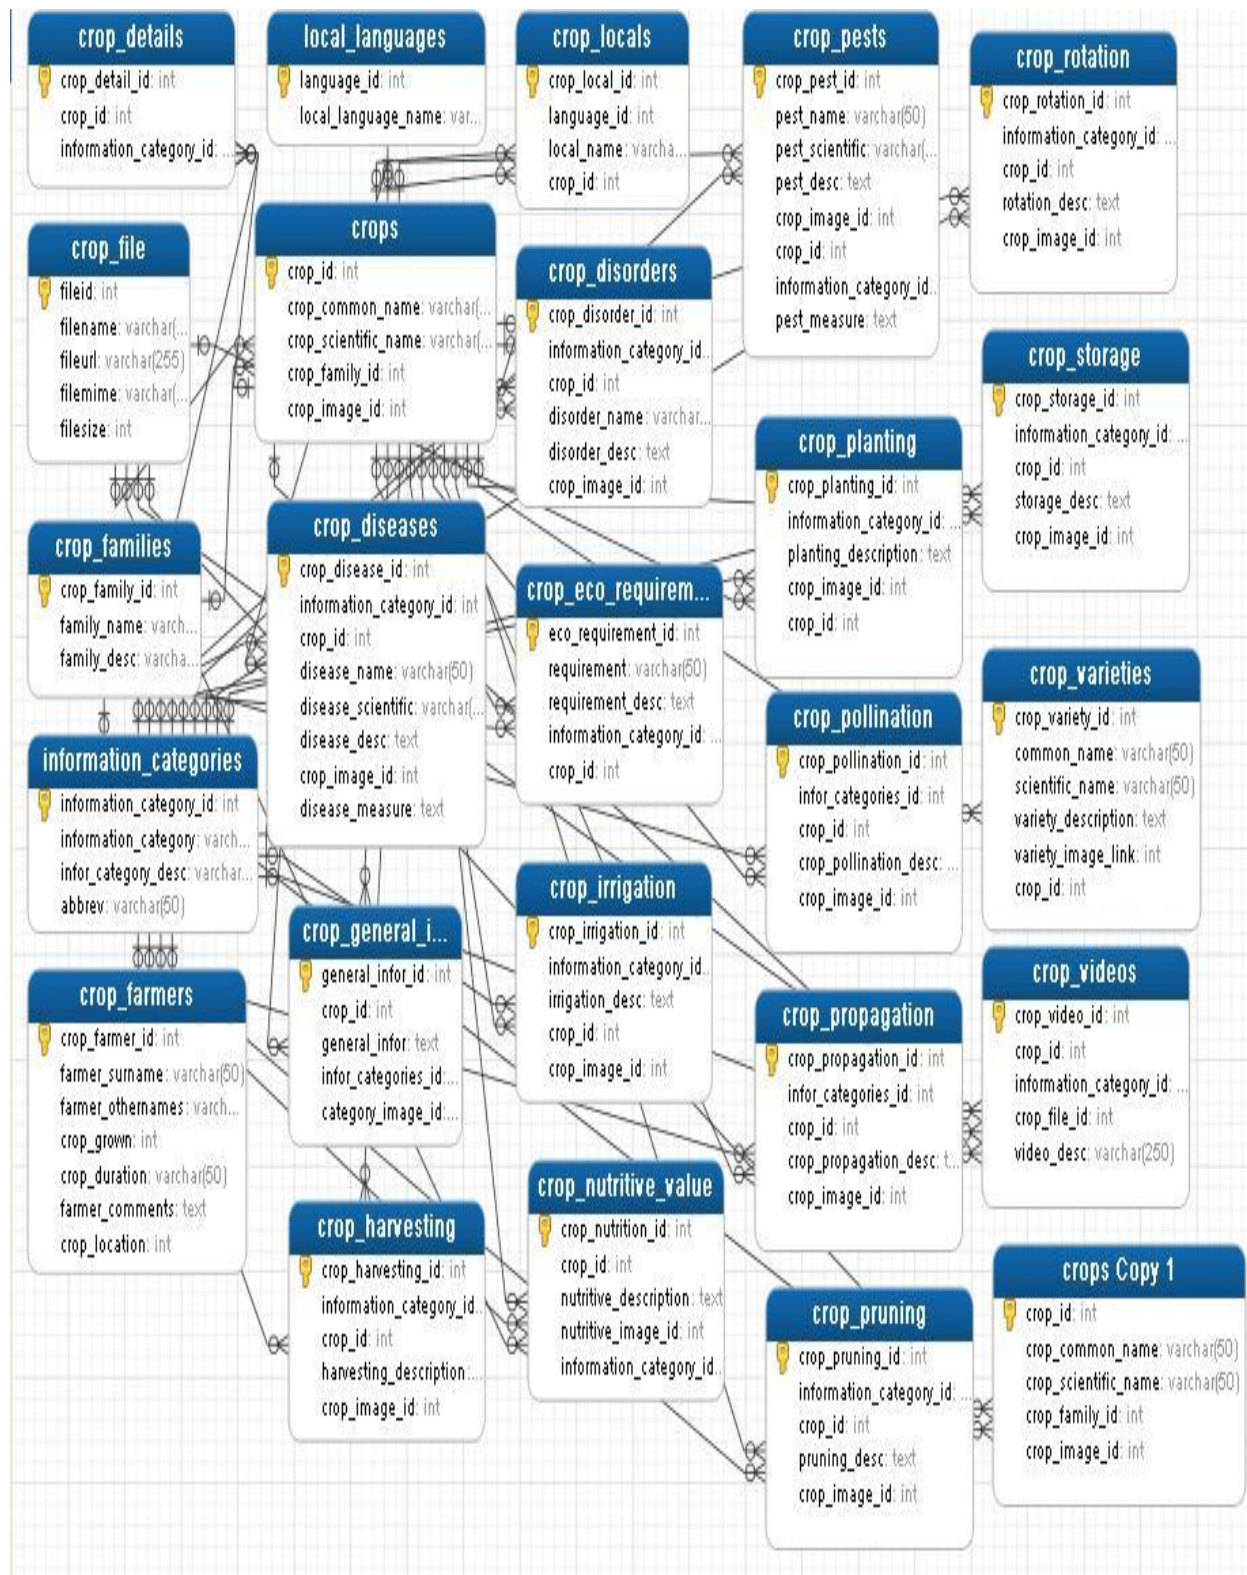 crop_details
crop_detail_id: int
crop_id: int
information_category_id: ...
local_languages
language_id: int
local_language_name: var...
crop_locals
crop_local_id: int
language_id: int
local_name: varcha...
crop_id: int
crop_pests
crop_pest_id: int
pest_name: varchar(50)
pest_scientific: varchar(...
pest_desc: text
crop_image_id: int
crop_id: int
information_category_id...
pest_measure: text
crop_rotation
crop_rotation_id: int
information_category_id: ...
crop_id: int
rotation_desc: text
crop_image_id: int
crop_file
fileid: int
filename: varchar(...
fileurl: varchar(255)
filemime: varchar(...
filesize: int
crops
crop_id: int
crop_common_name: varchar(...
crop_scientific_name: varchar(...
crop_family_id: int
crop_image_id: int
crop_disorders
crop_disorder_id: int
information_category_id...
crop_id: int
disorder_name: varchar...
disorder_desc: text
crop_image_id: int
crop_storage
crop_storage_id: int
information_category_id: ...
crop_id: int
storage_desc: text
crop_image_id: int
crop_planting
crop_planting_id: int
information_category_id: ...
planting_description: text
crop_image_id: int
crop_id: int
crop_families
crop_family_id: int
family_name: varch...
family_desc: varcha...
crop_diseases
crop_disease_id: int
information_category_id: int
crop_id: int
disease_name: varchar(50)
disease_scientific: varchar(...
disease_desc: text
crop_image_id: int
disease_measure: text
crop_eco_requirem...
eco_requirement_id: int
requirement: varchar(50)
requirement_desc: text
information_category_id: ...
crop_id: int
crop_varieties
crop_variety_id: int
common_name: varchar(50)
scientific_name: varchar(50)
variety_description: text
variety_image_link: int
crop_id: int
crop_pollination
crop_pollination_id: int
infor_categories_id: int
crop_id: int
crop_pollination_desc: ...
crop_image_id: int
information_categories
information_category_id: int
information_category: varch...
infor_category_desc: varchar...
abbrev: varchar(50)
crop_general_i...
general_infor_id: int
crop_id: int
general_infor: text
infor_categories_id:...
category_image_id:...
crop_irrigation
crop_irrigation_id: int
information_category_id...
irrigation_desc: text
crop_id: int
crop_image_id: int
crop_videos
crop_video_id: int
crop_id: int
information_category_id: ...
crop_file_id: int
video_desc: varchar(250)
crop_farmers
crop_farmer_id: int
farmer_surname: varchar(50)
farmer_othernames: varch...
crop_grown: int
crop_duration: varchar(50)
farmer_comments: text
crop_location: int
crop_propagation
crop_propagation_id: int
infor_categories_id: int
crop_id: int
crop_propagation_desc: t...
crop_image_id: int
crop_harvesting
crop_harvesting_id: int
information_category_id...
crop_id: int
harvesting_description:...
crop_image_id: int
crop_nutritive_value
crop_nutrition_id: int
crop_id: int
nutritive_description: text
nutritive_image_id: int
information_category_id...
crop_pruning
crop_pruning_id: int
information_category_id: ...
crop_id: int
pruning_desc: text
crop_image_id: int
crops Copy 1
crop_id: int
crop_common_name: varchar(50)
crop_scientific_name: varchar(50)
crop_family_id: int
crop_image_id: int